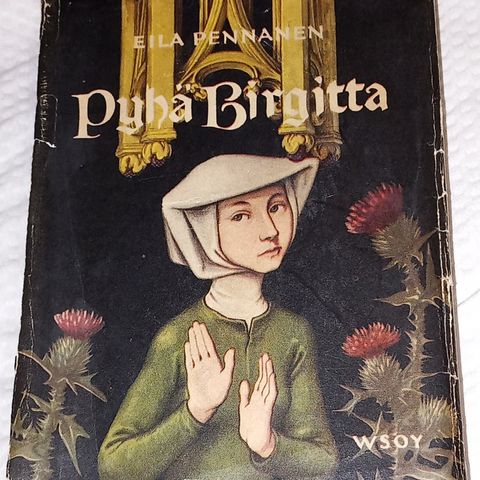 EILA PENNANEN
Pyhä Birgitta
WSOY